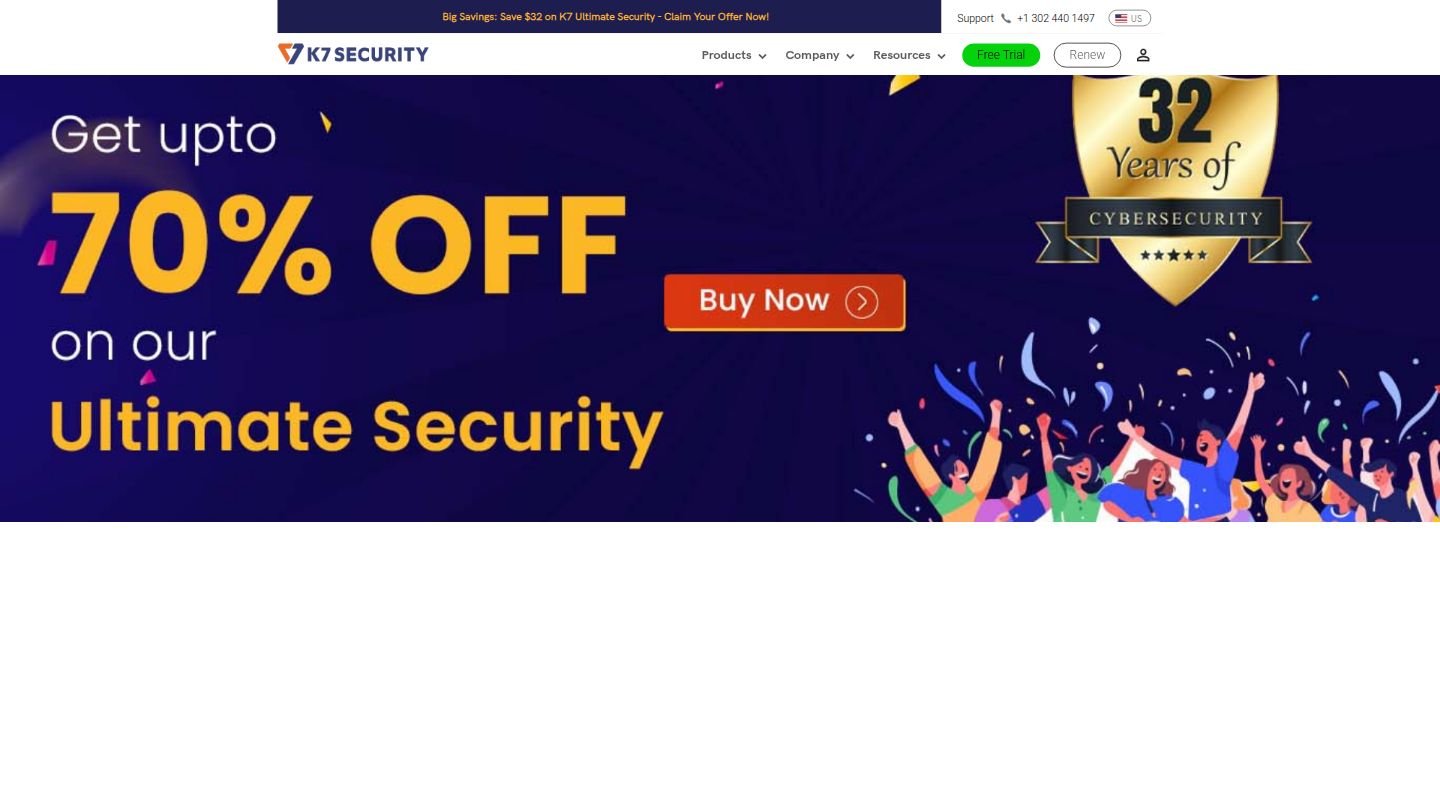 Big Savings: Save $32 on K7 Ultimate Security - Claim Your Offer Now!
Support +1 302 440 1497 US
K7 SECURITY
Products Company Resources Free Trial Renew
Get upto
70% OFF
on our
Ultimate Security
Buy Now
32
Years of
CYBERSECURITY